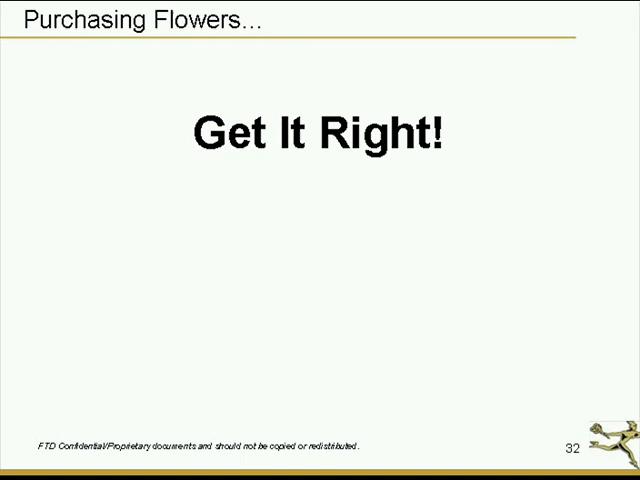 Purchasing Flowers...
Get It Right!
FTD Confidential/Proprietary documents and should not be copied or redistributed.
32